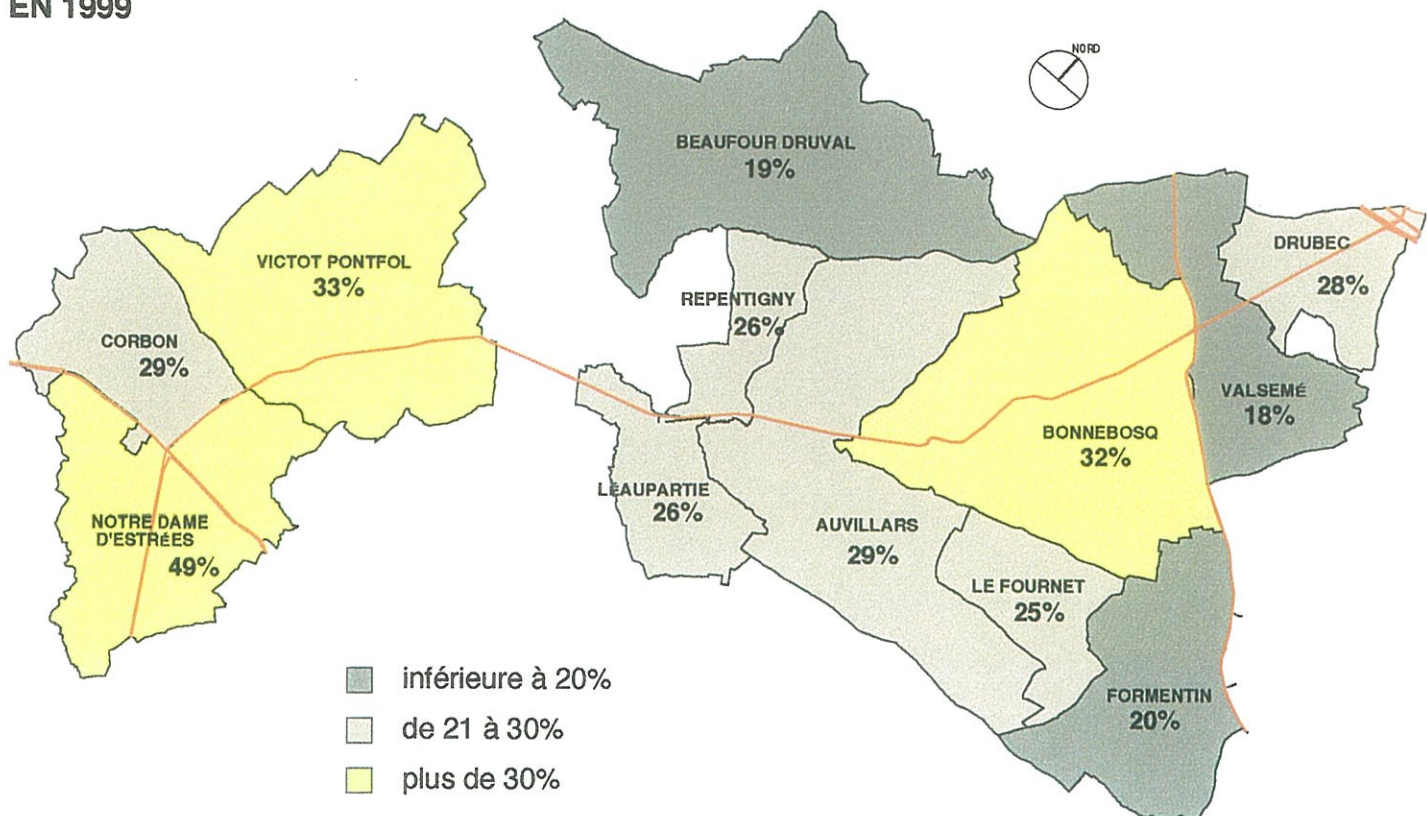 EN 1999
NORD
BEAUFOUR DRUVAL
19%
VICTOT PONTFOL
33%
DRUBEC
28%
REPENTIGNY
26%
CORBON
29%
VALSEMÉ
18%
BONNEBOSQ
32%
LÉAUPARTIE
26%
AUVILLARS
29%
NOTRE DAME
D'ESTRÉES
49%
LE FOURNET
25%
FORMENTIN
20%
inférieure à 20%
de 21 à 30%
plus de 30%